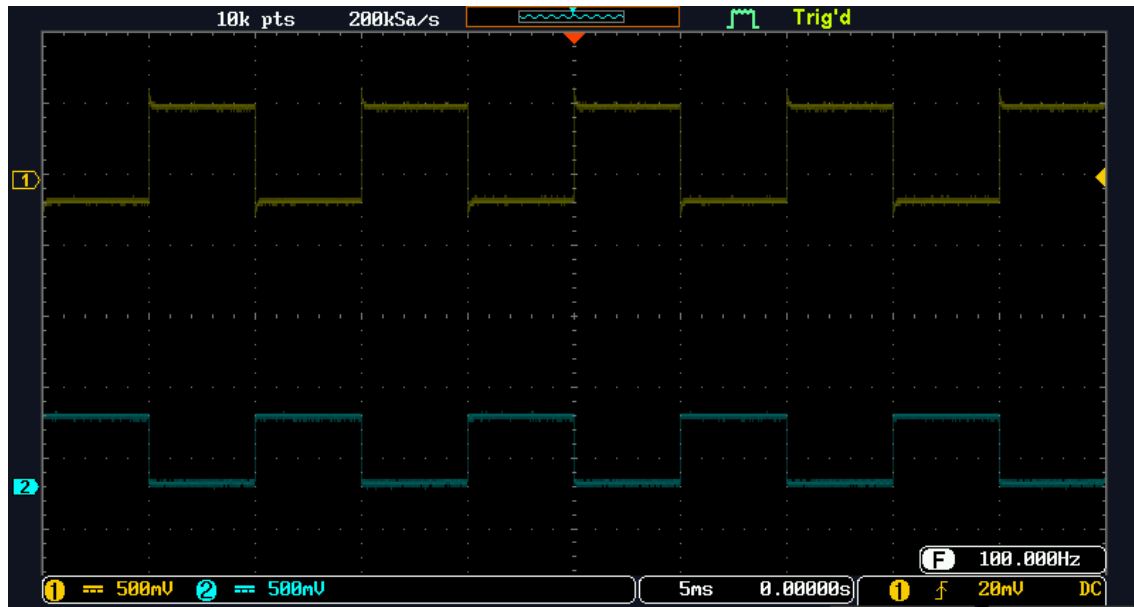 10k pts 200kSa/s Trig'd
1
2
F 100.000Hz
1 500mV 2 500mV 5ms 0.00000s 1 20mV DC